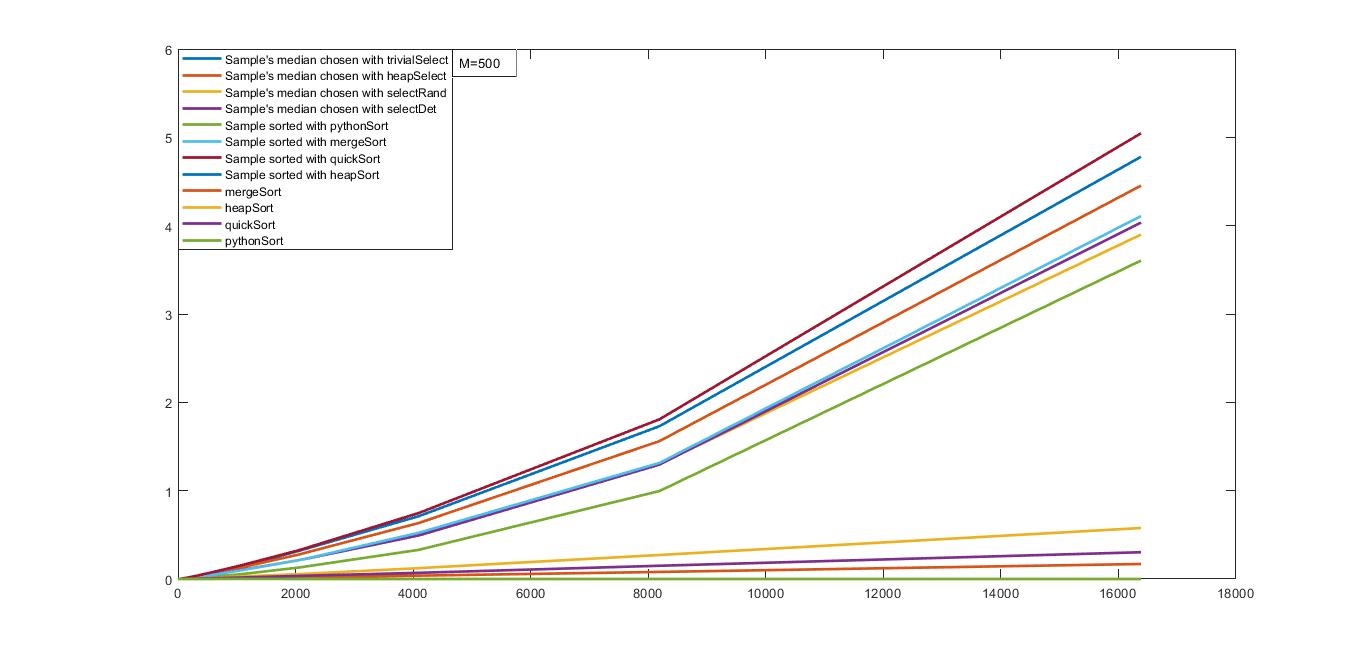 6
Sample's median chosen with trivialSelect
M=500
Sample's median chosen with heapSelect
Sample's median chosen with selectRand
Sample's median chosen with selectDet
Sample sorted with pythonSort
5
Sample sorted with mergeSort
Sample sorted with quickSort
Sample sorted with heapSort
mergeSort
heapSort
quickSort
4
pythonSort
3
2
1
0
0 2000 4000 6000 8000 10000 12000 14000 16000 18000